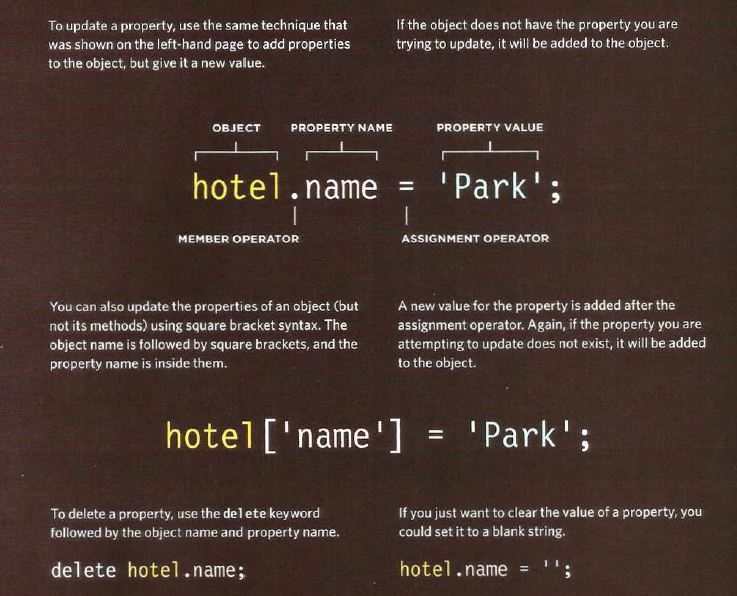 To update a property, use the same technique that
was shown on the left-hand page to add properties
to the object, but give it a new value.
If the object does not have the property you are
trying to update, it will be added to the object.
OBJECT PROPERTY NAME PROPERTY VALUE
hotel.name = 'Park';
MEMBER OPERATOR ASSIGNMENT OPERATOR
You can also update the properties of an object (but
not its methods) using square bracket syntax. The
object name is followed by square brackets, and the
property name is inside them.
A new value for the property is added after the
assignment operator. Again, if the property you are
attempting to update does not exist, it will be added
to the object.
hotel['name'] = 'Park';
To delete a property, use the delete keyword
followed by the object name and property name.
delete hotel.name;
If you just want to clear the value of a property, you
could set it to a blank string.
hotel.name = '';